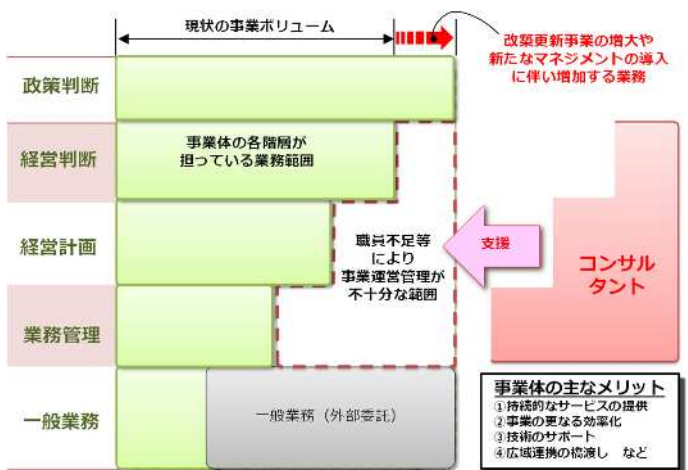 現状の事業ボリューム
改築更新事業の増大や
新たなマネジメントの導入
に伴い増加する業務
政策判断
経営判断
事業体の各階層が
担っている業務範囲
経営計画
職員不足等
により
事業運営管理が
不十分な範囲
支援
コンサル
タント
業務管理
一般業務
一般業務（外部委託）
事業体の主なメリット
①持続的なサービスの提供
②事業の更なる効率化
③技術のサポート
④広域連携の橋渡し など